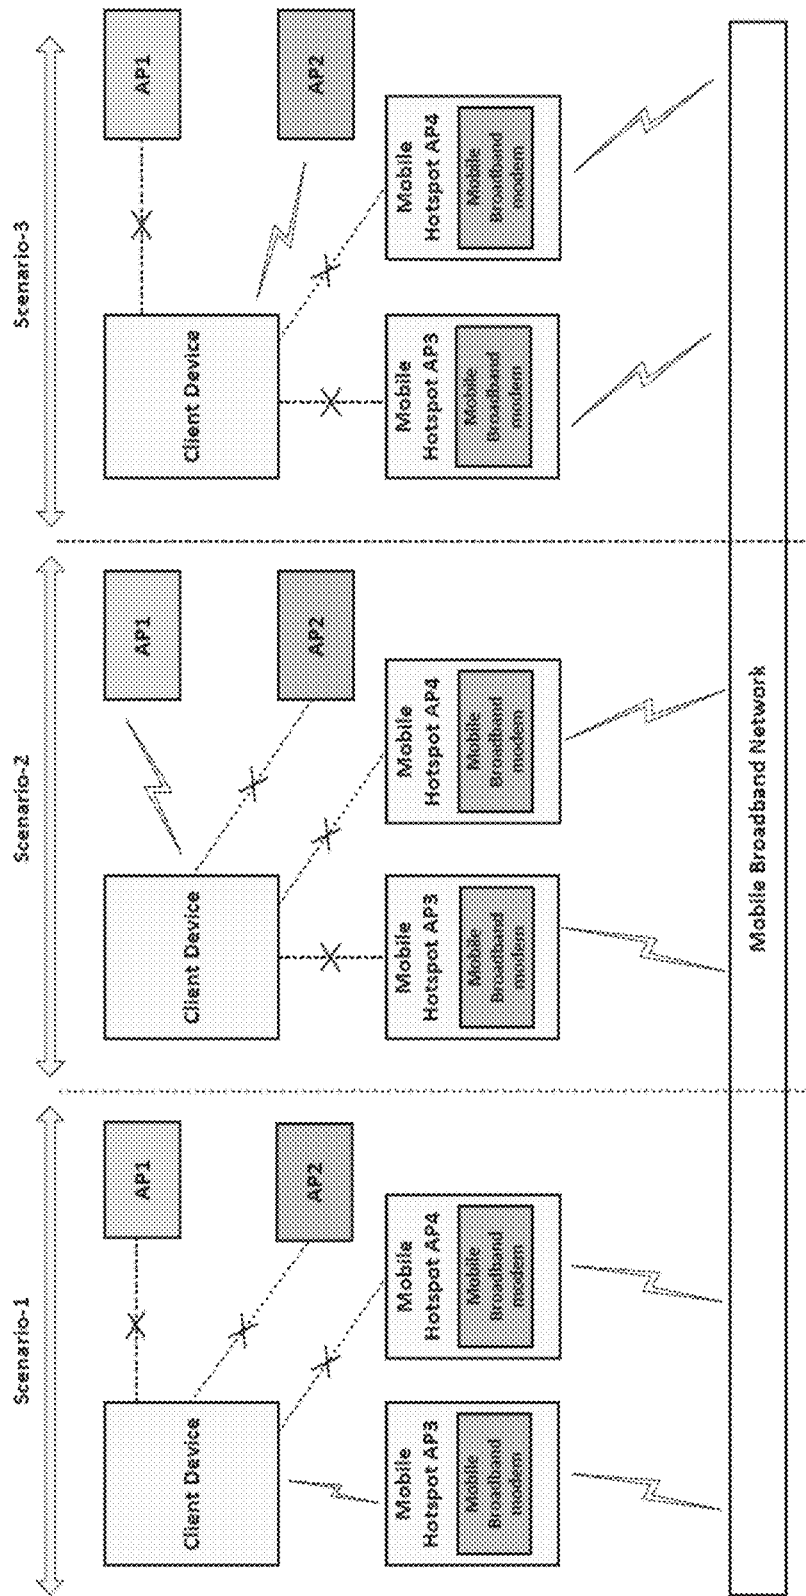 Scenario-1
Client Device
AP1
AP2
Mobile
Hotspot AP3
Mobile
Broadband
modem
Mobile
Hotspot AP4
Mobile
Broadband
modem
Scenario-2
Client Device
AP1
AP2
Mobile
Hotspot AP3
Mobile
Broadband
modem
Mobile
Hotspot AP4
Mobile
Broadband
modem
Scenario-3
Client Device
AP1
AP2
Mobile
Hotspot AP3
Mobile
Broadband
modem
Mobile
Hotspot AP4
Mobile
Broadband
modem
Mobile Broadband Network